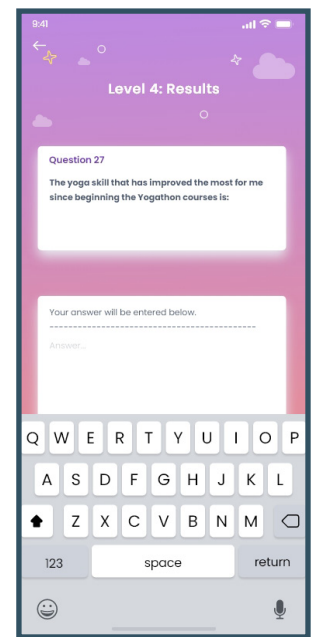 9:41
Level 4: Results
Question 27
The yoga skill that has improved the most for me
since beginning the Yogathon courses is:
Your answer will be entered below.
--------------------------------------------
Answer...
Q W E R T Y U I O P
A S D F G H J K L
Z X C V B N M
123 space return